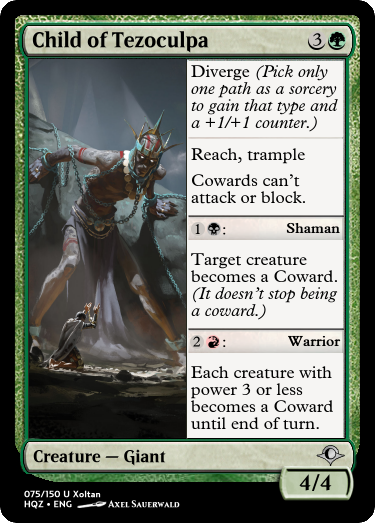 Child of Tezoculpa 3
Diverge (Pick only
one path as a sorcery
to gain that type and
a +1/+1 counter.)
Reach, trample
Cowards can't
attack or block.
1 : Shaman
Target creature
becomes a Coward.
(It doesn't stop being
a coward.)
2 : Warrior
Each creature with
power 3 or less
becomes a Coward
until end of turn.
Creature — Giant
4/4
075/150 U Xoltan
HQZ • ENG Axel Sauerwald